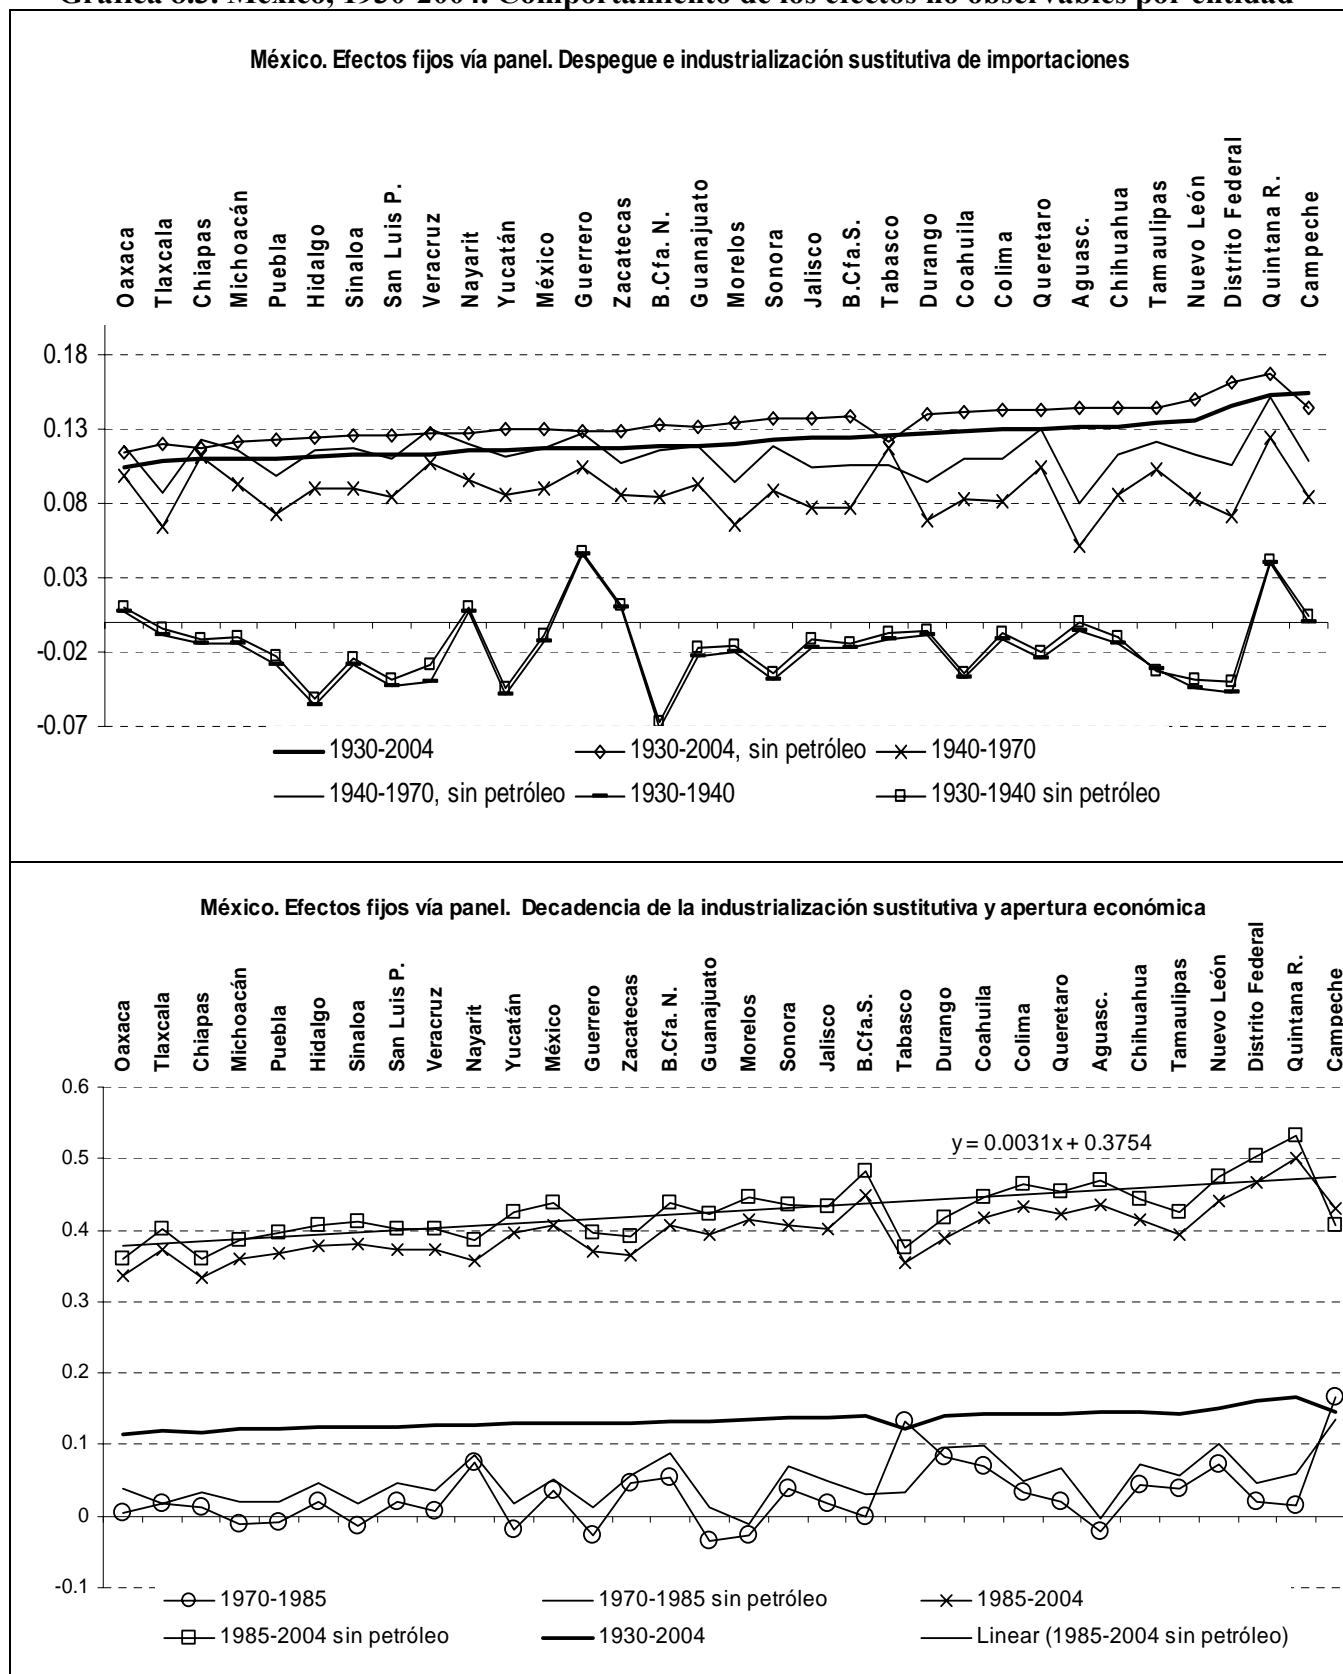 Gráfica 8.3. México, 1930-2004. Comportamiento de los efectos no observables por entidad
México. Efectos fijos vía panel. Despegue e industrialización sustitutiva de importaciones
Oaxaca
Tlaxcala
Chiapas
Michoacán
Puebla
Hidalgo
Sinaloa
San Luis P.
Veracruz
Nayarit
Yucatán
México
Guerrero
Zacatecas
B.Cfa. N.
Guanajuato
Morelos
Sonora
Jalisco
B.Cfa.S.
Tabasco
Durango
Coahuila
Colima
Queretaro
Aguasc.
Chihuahua
Tamaulipas
Nuevo León
Distrito Federal
Quintana R.
Campeche
0.18
0.13
0.08
0.03
-0.02
-0.07
1930-2004
1930-2004, sin petróleo
1940-1970
1940-1970, sin petróleo
1930-1940
1930-1940 sin petróleo
México. Efectos fijos vía panel. Decadencia de la industrialización sustitutiva y apertura económica
Oaxaca
Tlaxcala
Chiapas
Michoacán
Puebla
Hidalgo
Sinaloa
San Luis P.
Veracruz
Nayarit
Yucatán
México
Guerrero
Zacatecas
B.Cfa. N.
Guanajuato
Morelos
Sonora
Jalisco
B.Cfa.S.
Tabasco
Durango
Coahuila
Colima
Queretaro
Aguasc.
Chihuahua
Tamaulipas
Nuevo León
Distrito Federal
Quintana R.
Campeche
0.6
0.5
0.4
0.3
0.2
0.1
0
-0.1
y = 0.0031x + 0.3754
1970-1985
1970-1985 sin petróleo
1985-2004
1985-2004 sin petróleo
1930-2004
Linear (1985-2004 sin petróleo)